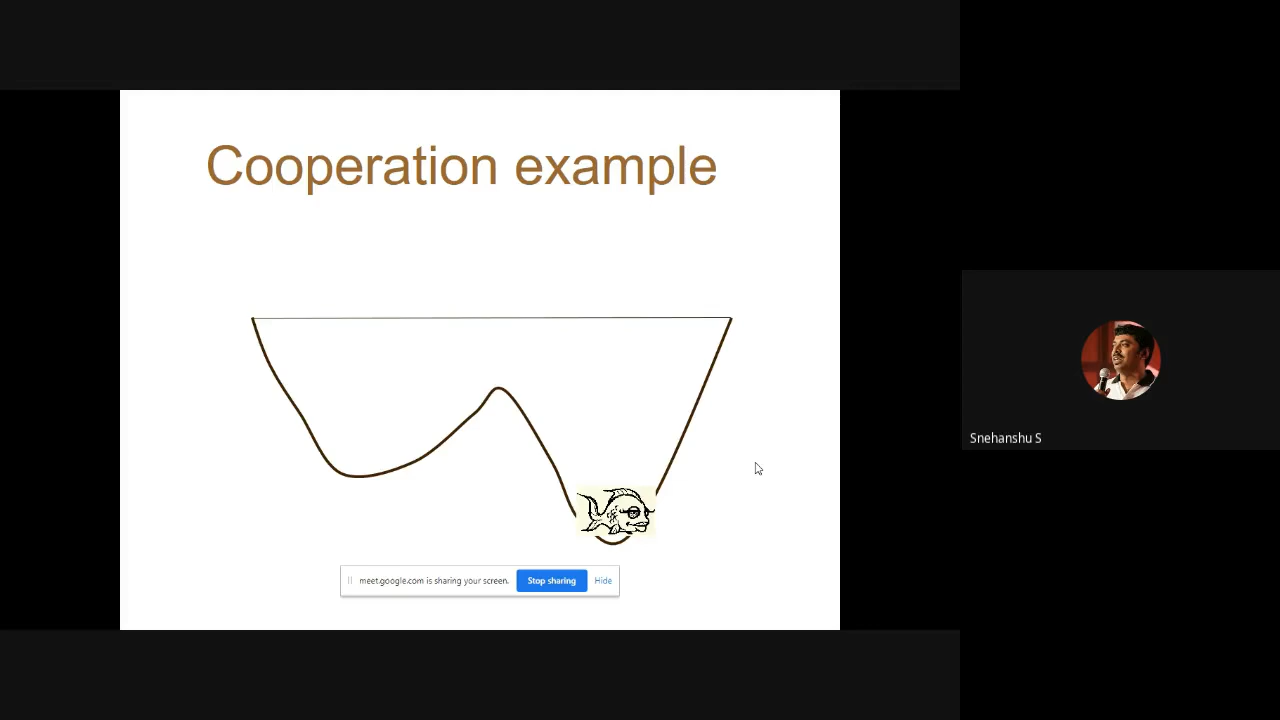 Cooperation example
meet.google.com is sharing your screen. Stop sharing Hide
Snehanshu S